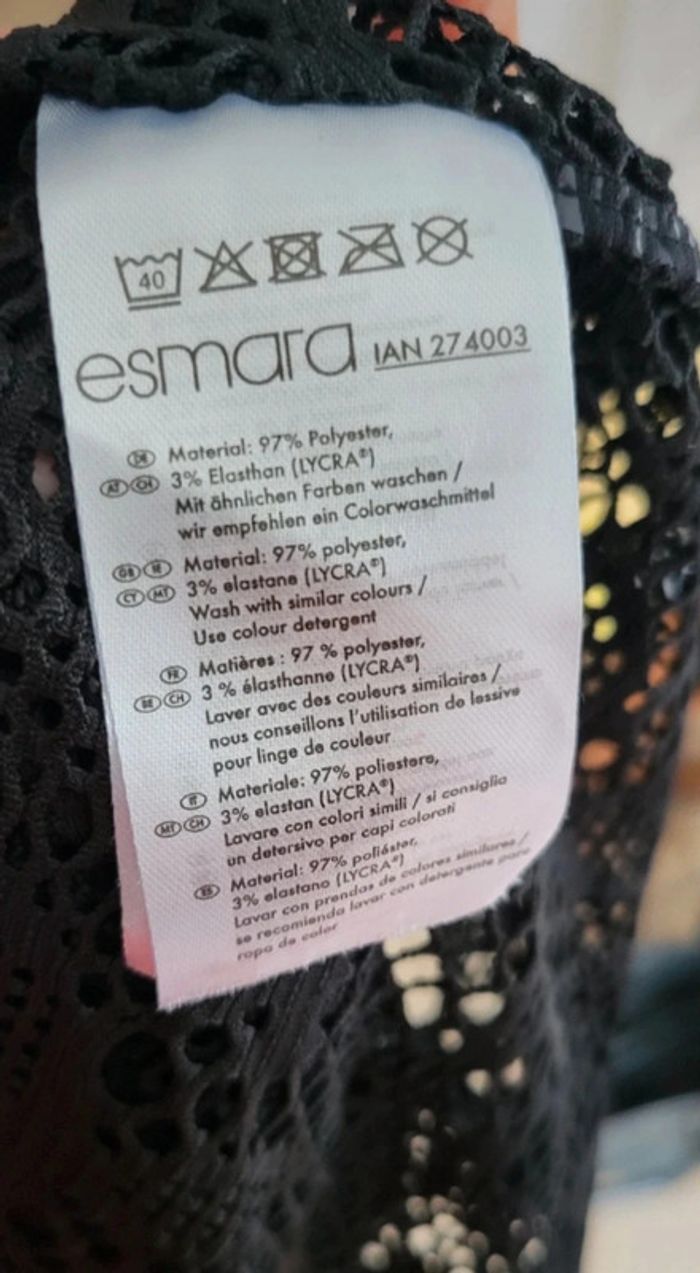 40
esmara IAN 274003
DE Material: 97% Polyester,
AT CH 3% Elasthan (LYCRA®)
Mit ähnlichen Farben waschen /
wir empfehlen ein Colorwaschmittel
GB IE Material: 97% polyester,
CY MT 3% elastane (LYCRA®)
Wash with similar colours /
Use colour detergent
FR Matières : 97 % polyester,
BE CH 3 % élasthanne (LYCRA®)
Laver avec des couleurs similaires /
nous conseillons l'utilisation de lessive
pour linge de couleur
IT Materiale: 97% poliestere,
MT CH 3% elastan (LYCRA®)
Lavare con colori simili / si consiglia
un detersivo per capi colorati
ES Material: 97% poliéster,
3% elastano (LYCRA®)
Lavar con prendas de colores similares /
se recomienda lavar con detergente para
ropa de color